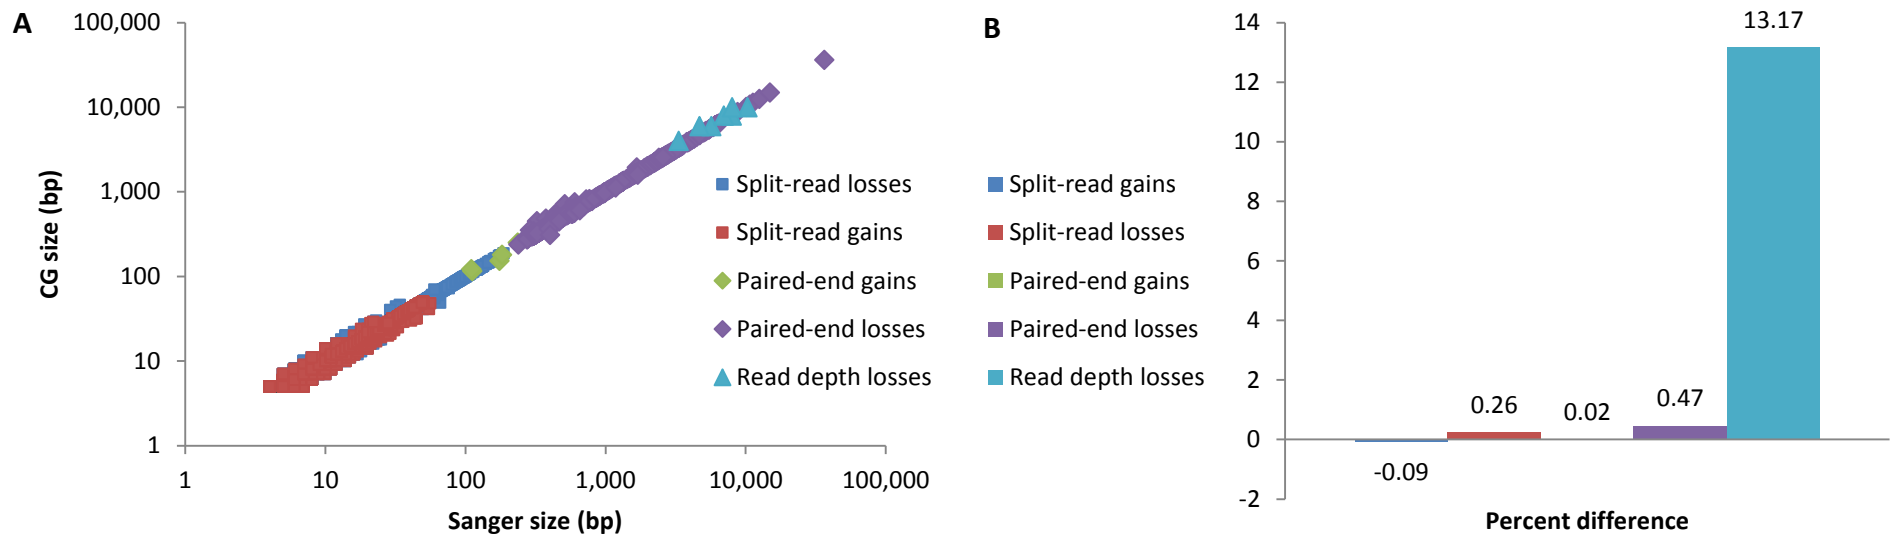 A
100,000
10,000
1,000
100
10
1
CG size (bp)
1
10
100
1,000
10,000
100,000
Sanger size (bp)
Split-read losses
Split-read gains
Paired-end gains
Paired-end losses
Read depth losses
B
Split-read gains
Split-read losses
Paired-end gains
Paired-end losses
Read depth losses
14
12
10
8
6
4
2
0
-2
-0.09
0.26
0.02
0.47
13.17
Percent difference